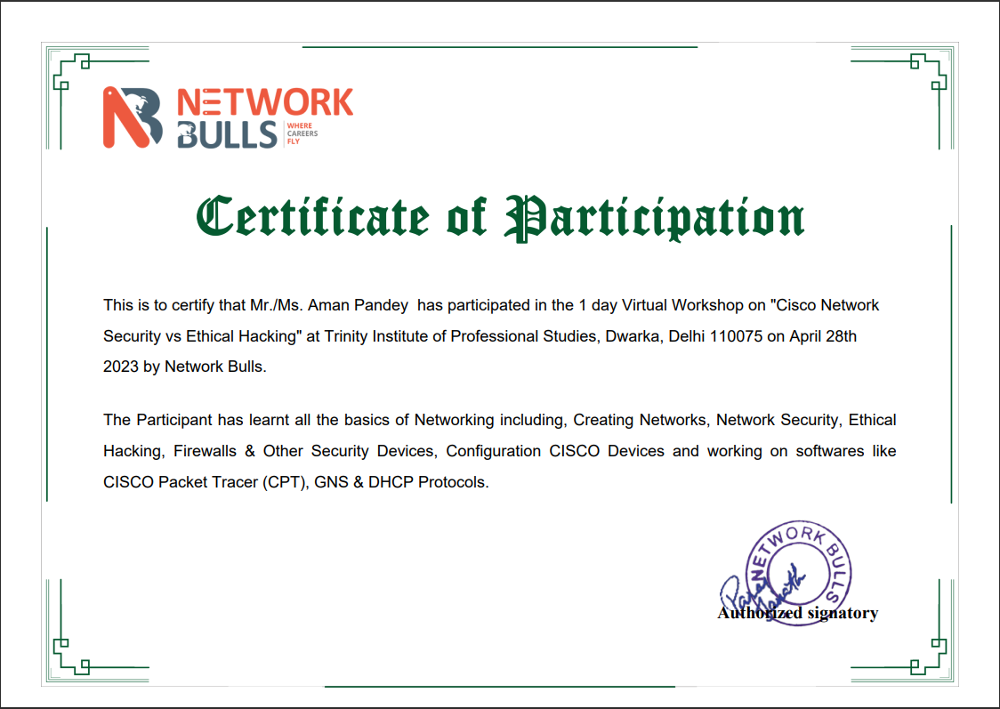 NETWORK
BULLS
WHERE
CAREERS
FLY
Certificate of Participation
This is to certify that Mr./Ms. Aman Pandey  has participated in the 1 day Virtual Workshop on "Cisco Network
Security vs Ethical Hacking" at Trinity Institute of Professional Studies, Dwarka, Delhi 110075 on April 28th
2023 by Network Bulls.
The Participant has learnt all the basics of Networking including, Creating Networks, Network Security, Ethical
Hacking, Firewalls & Other Security Devices, Configuration CISCO Devices and working on softwares like
CISCO Packet Tracer (CPT), GNS & DHCP Protocols.
NETWORK BULLS
Authorized signatory